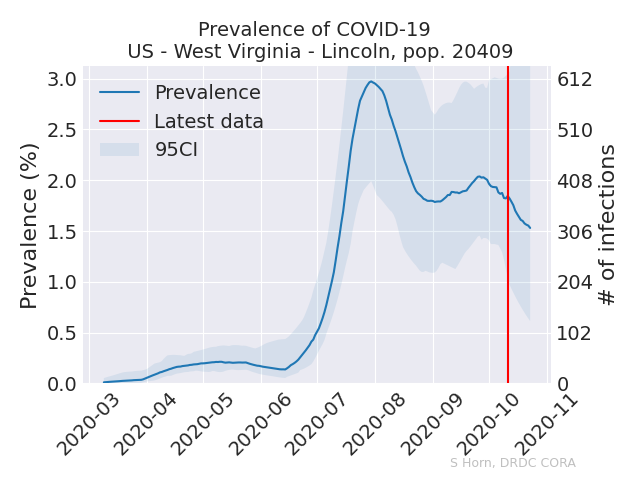 Prevalence of COVID-19
US - West Virginia - Lincoln, pop. 20409
Prevalence (%)
3.0
2.5
2.0
1.5
1.0
0.5
0.0
Prevalence
Latest data
95CI
612
510
408
306
204
102
0
# of infections
2020-03
2020-04
2020-05
2020-06
2020-07
2020-08
2020-09
2020-10
2020-11
S Horn, DRDC CORA